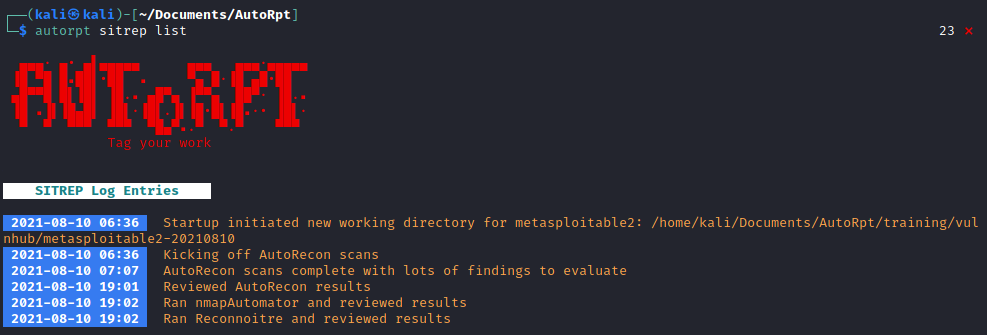 ┌──(kali㉿kali)-[~/Documents/AutoRpt]
└─$ autorpt sitrep list 23 ⨯
AUTo.RPT
Tag your work
SITREP Log Entries
2021-08-10 06:36 Startup initiated new working directory for metasploitable2: /home/kali/Documents/AutoRpt/training/vul
nhub/metasploitable2-20210810
2021-08-10 06:36 Kicking off AutoRecon scans
2021-08-10 07:07 AutoRecon scans complete with lots of findings to evaluate
2021-08-10 19:01 Reviewed AutoRecon results
2021-08-10 19:02 Ran nmapAutomator and reviewed results
2021-08-10 19:02 Ran Reconnoitre and reviewed results